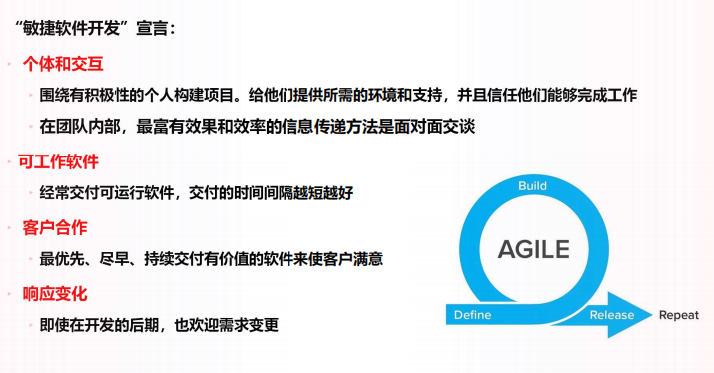 “敏捷软件开发”宣言：
个体和交互
围绕有积极性的个人构建项目。给他们提供所需的环境和支持，并且信任他们能够完成工作
在团队内部，最富有效果和效率的信息传递方法是面对面交谈
可工作软件
经常交付可运行软件，交付的时间间隔越短越好
客户合作
最优先、尽早、持续交付有价值的软件来使客户满意
响应变化
即使在开发的后期，也欢迎需求变更
Build
AGILE
Define
Release
Repeat